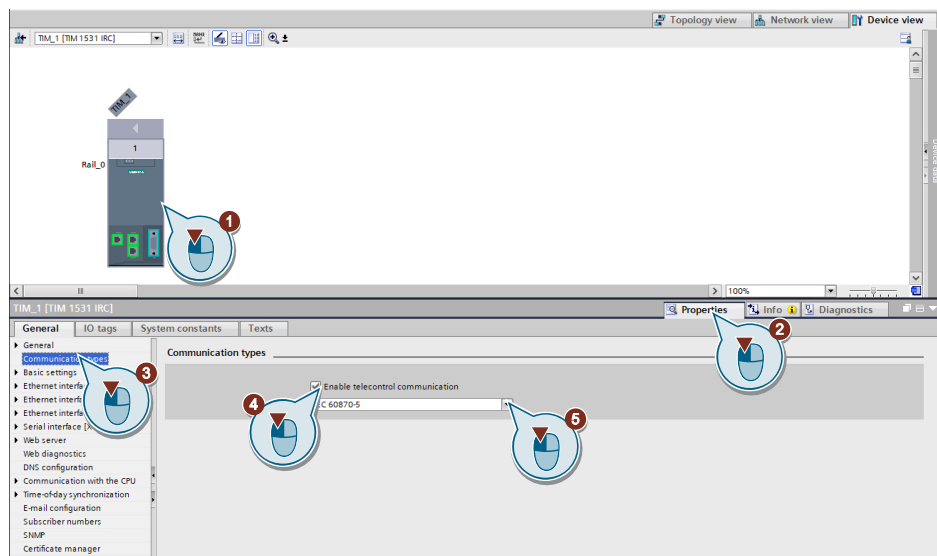 Topology view
Network view
Device view
TIM_1 [TIM 1531 IRC]
TIM_1
1
Rail_0
1
100%
TIM_1 [TIM 1531 IRC]
Properties
Info
Diagnostics
2
General
IO tags
System constants
Texts
General
Communication types
Basic settings
3
Ethernet
Ethernet
Ethernet
Serial interface
Web server
Web diagnostics
DNS configuration
Communication with the CPU
Time-of-day synchronization
E-mail configuration
Subscriber numbers
SNMP
Certificate manager
Communication types
Enable telecontrol communication
4
C 60870-5
5